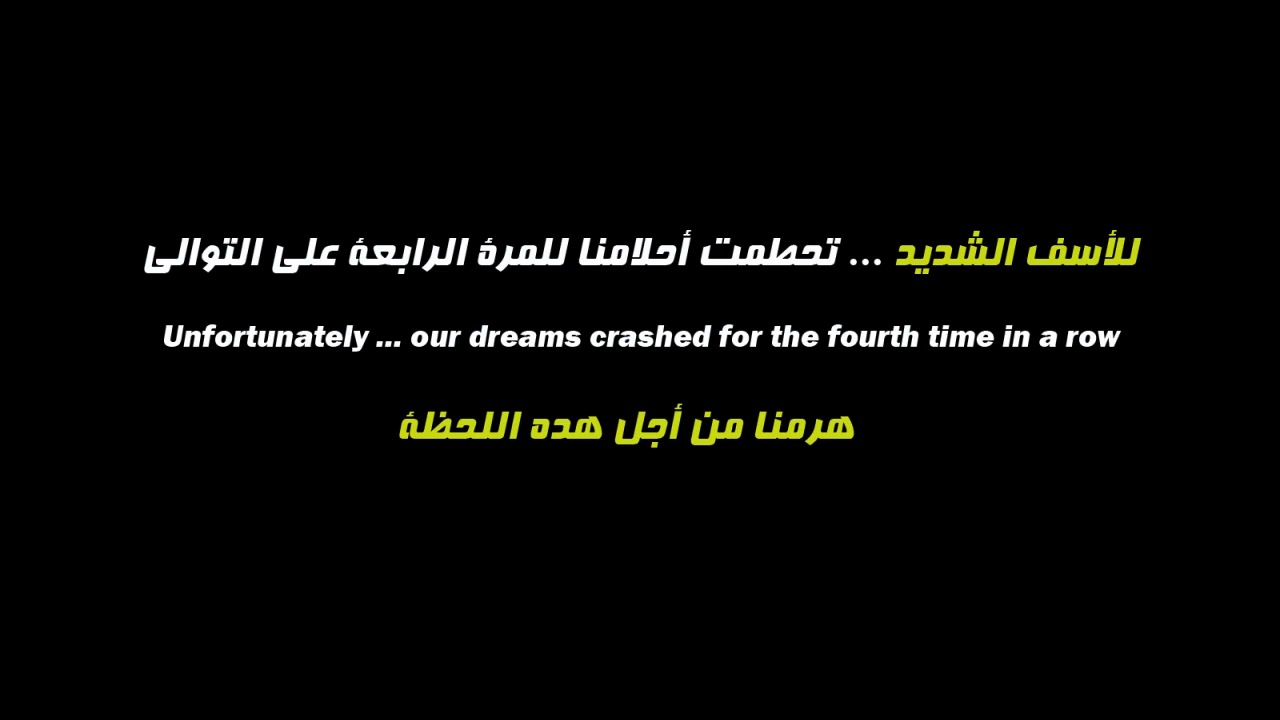 للأسف الشديد ... تحطمت أحلامنا للمرة الرابعة على التوالى
Unfortunately ... our dreams crashed for the fourth time in a row
هرمنا من أجل هده اللحظة